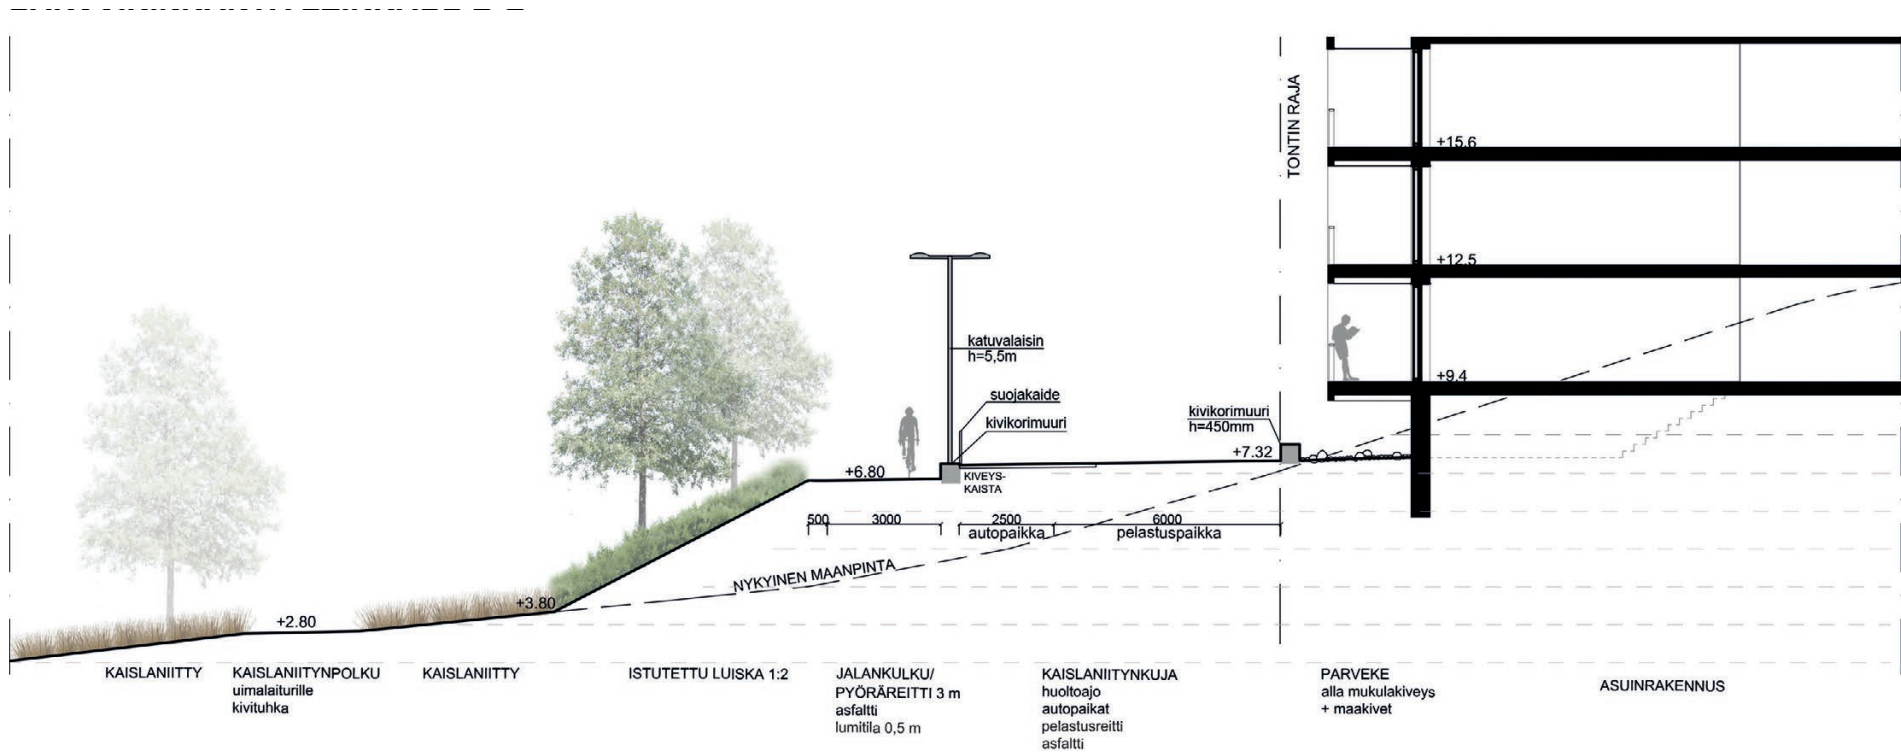 TONTIN RAJA
+15.6
+12.5
+9.4
katuvalaisin
h=5,5m
suojakaide
kivikorimuuri
kivikorimuuri
h=450mm
+7.32
+6.80
KIVEYS-
KAISTA
500 3000 2500 6000
autopaikka pelastuspaikka
NYKYINEN MAANPINTA
+3.80
+2.80
KAISLANIITTY
KAISLANIITYNPOLKU
uimalaiturille
kivituhka
KAISLANIITTY
ISTUTETTU LUISKA 1:2
JALANKULKU/
PYÖRÄREITTI 3 m
asfaltti
lumitila 0,5 m
KAISLANIITYNKUJA
huoltoajo
autopaikat
pelastusreitti
asfaltti
PARVEKE
alla mukulakiveys
+ maakivet
ASUINRAKENNUS